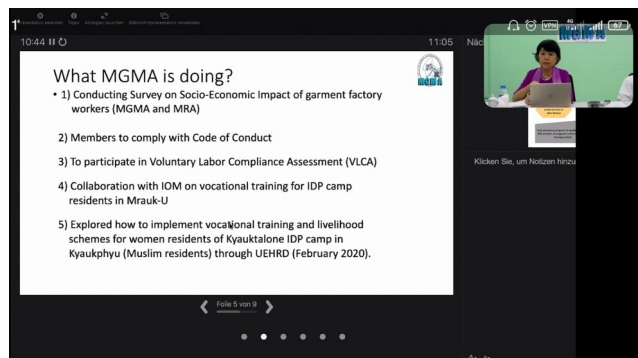 Tipps
VPN
4G
67
10:44
11:05
What MGMA is doing?
MGMA
• 1) Conducting Survey on Socio-Economic Impact of garment factory
workers (MGMA and MRA)
2) Members to comply with Code of Conduct
3) To participate in Voluntary Labor Compliance Assessment (VLCA)
4) Collaboration with IOM on vocational training for IDP camp
residents in Mrauk-U
5) Explored how to implement vocational training and livelihood
schemes for women residents of Kyauktalone IDP camp in
Kyaukphyu (Muslim residents) through UEHRD (February 2020).
Klicken Sie, um Notizen hinzu
Folie 5 von 9